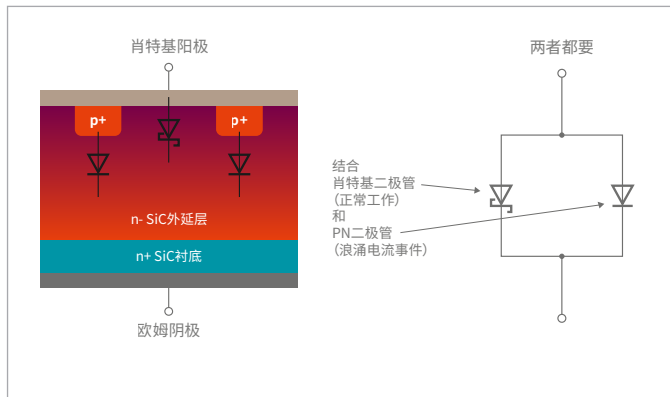 肖特基阳极
p+
p+
n- SiC外延层
n+ SiC衬底
欧姆阴极
两者都要
结合
肖特基二极管
（正常工作）
和
PN二极管
（浪涌电流事件）